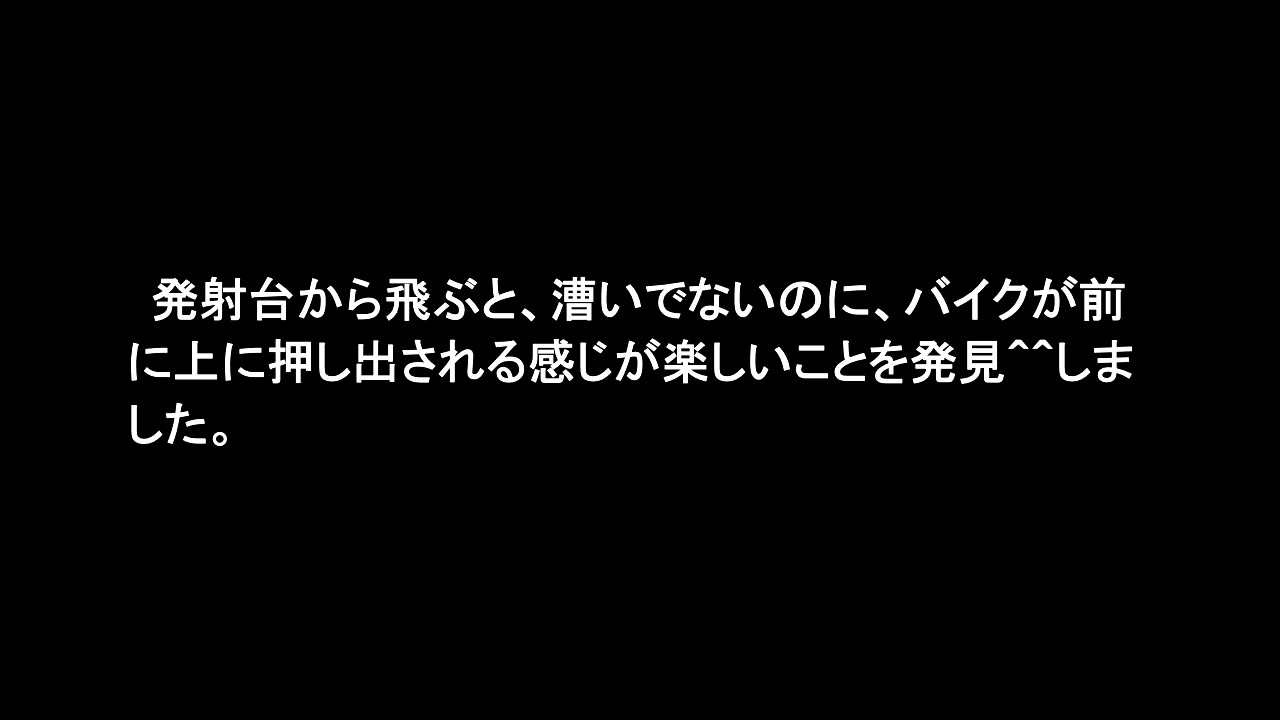 発射台から飛ぶと、漕いでないのに、バイクが前
に上に押し出される感じが楽しいことを発見^^しま
した。